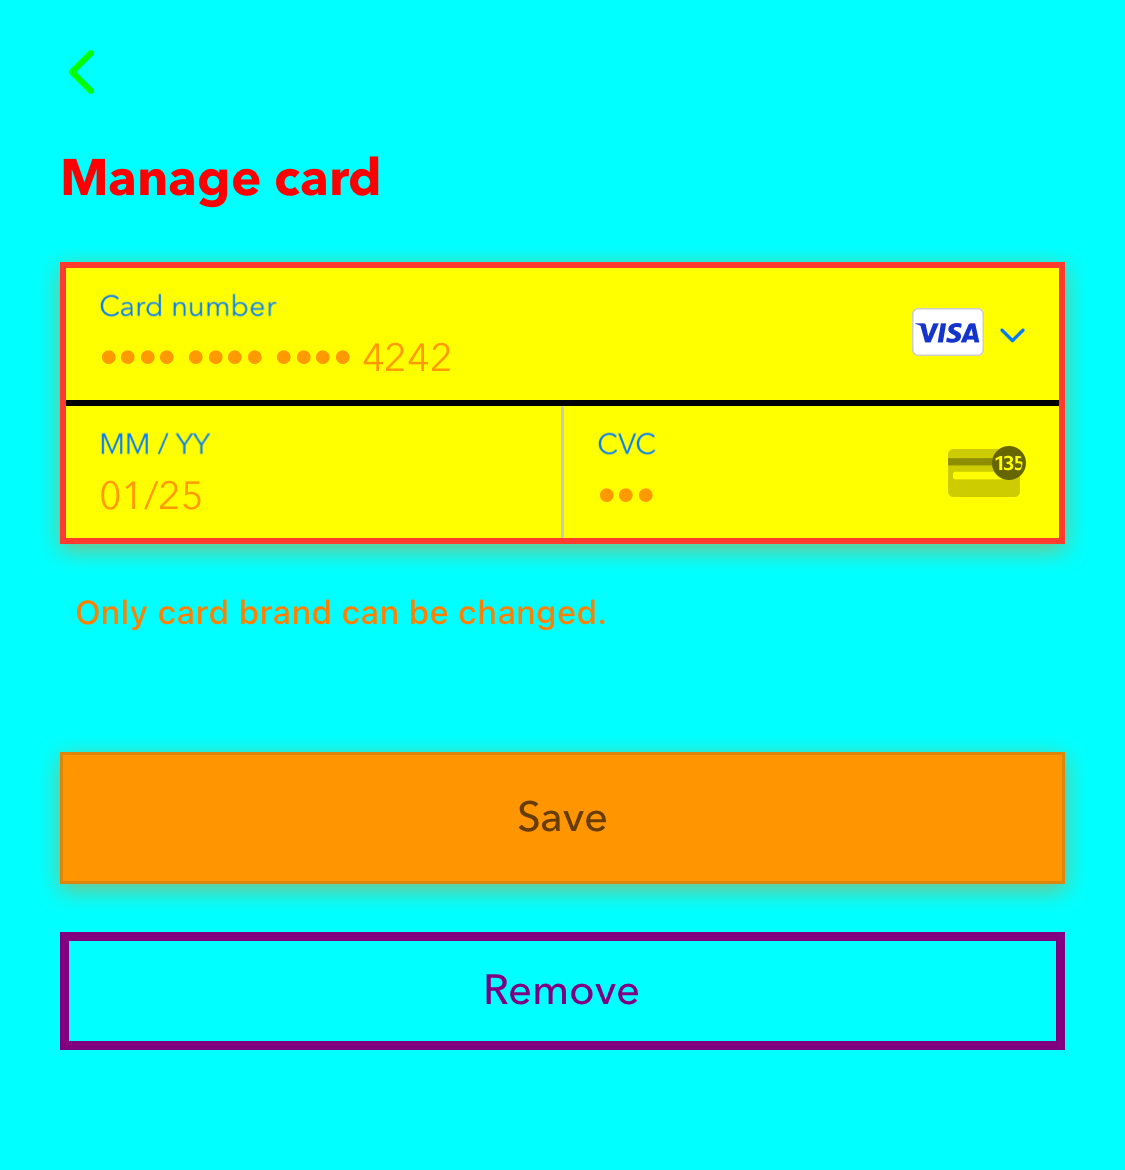 Manage card
Card number
•••• •••• •••• 4242
VISA
MM / YY
01/25
CVC
•••
135
Only card brand can be changed.
Save
Remove